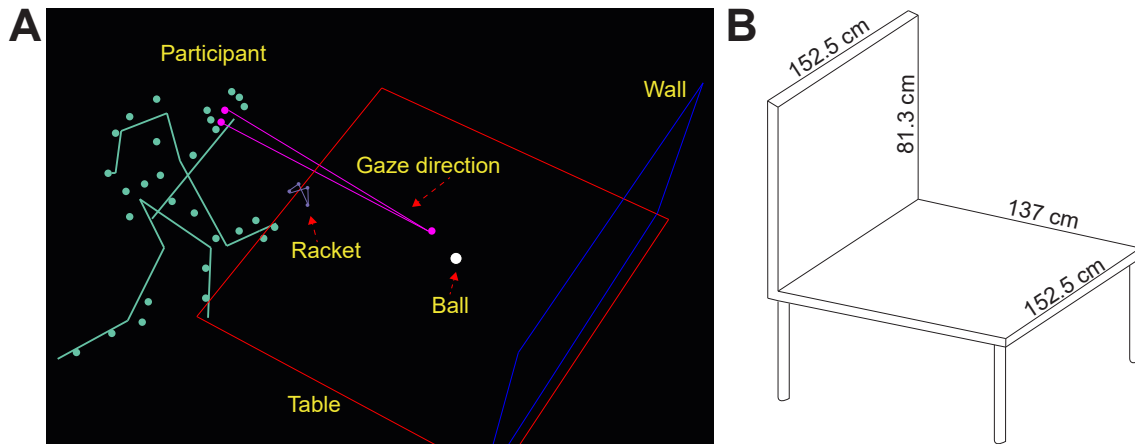 A
Participant
Wall
Gaze direction
Racket
Ball
Table
B
152.5 cm
81.3 cm
137 cm
152.5 cm